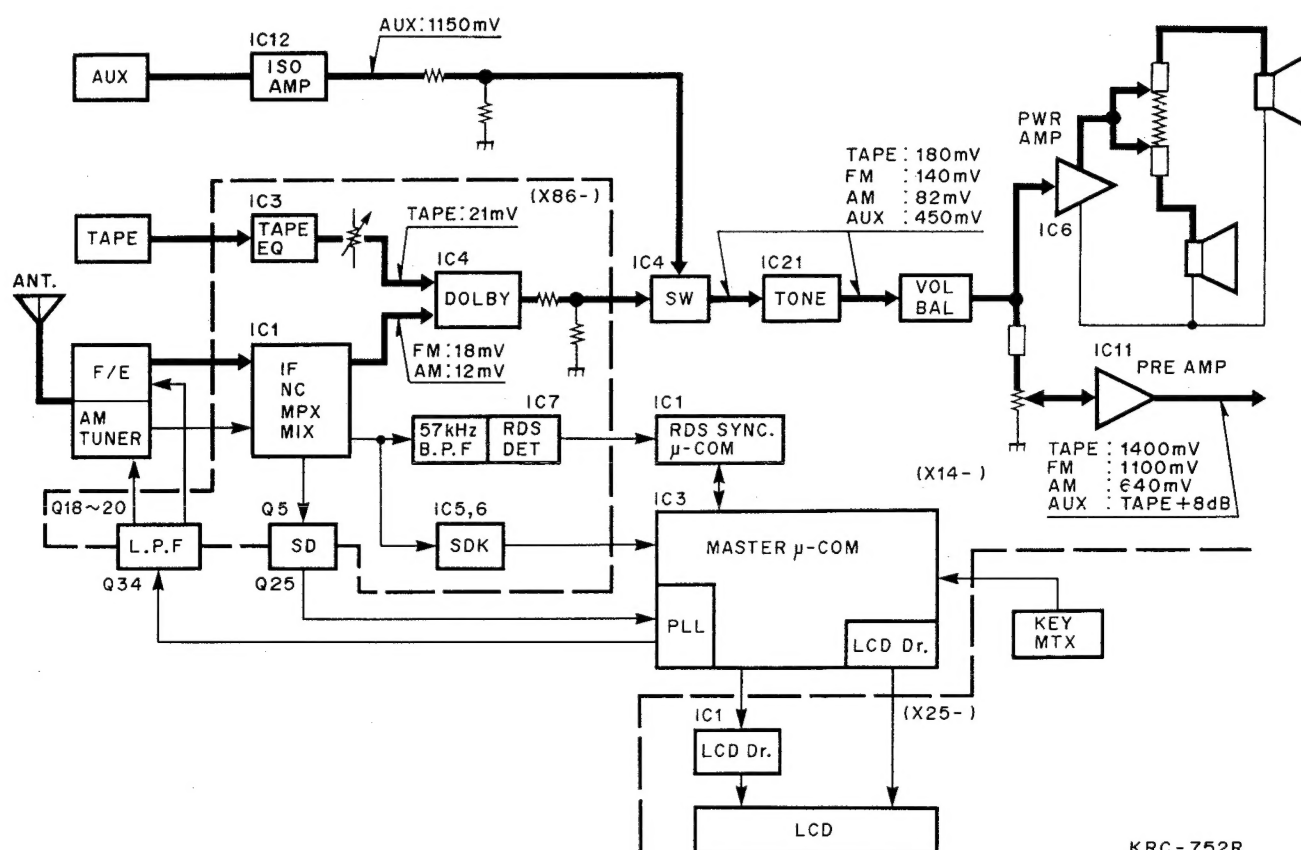 AUX : 1150mV
IC12
AUX
ISO
AMP
PWR
AMP
TAPE : 180mV
FM : 140mV
AM : 82mV
AUX : 450mV
IC6
(X86-)
IC3
TAPE
TAPE
EQ
TAPE : 21mV
IC4
DOLBY
IC4
SW
IC21
TONE
VOL
BAL
ANT.
IC1
FM : 18mV
AM : 12mV
F/E
AM
TUNER
IF
NC
MPX
MIX
IC11
PRE AMP
IC7
57kHz
B.P.F
RDS
DET
IC1
RDS SYNC.
μ-COM
(X14-)
TAPE : 1400mV
FM : 1100mV
AM : 640mV
AUX : TAPE+8dB
Q18~20
Q5
IC5,6
IC3
L.P.F
SD
SDK
MASTER μ-COM
Q34
Q25
PLL
LCD Dr.
KEY
MTX
IC1
(X25-)
LCD Dr.
LCD
KRC-752R